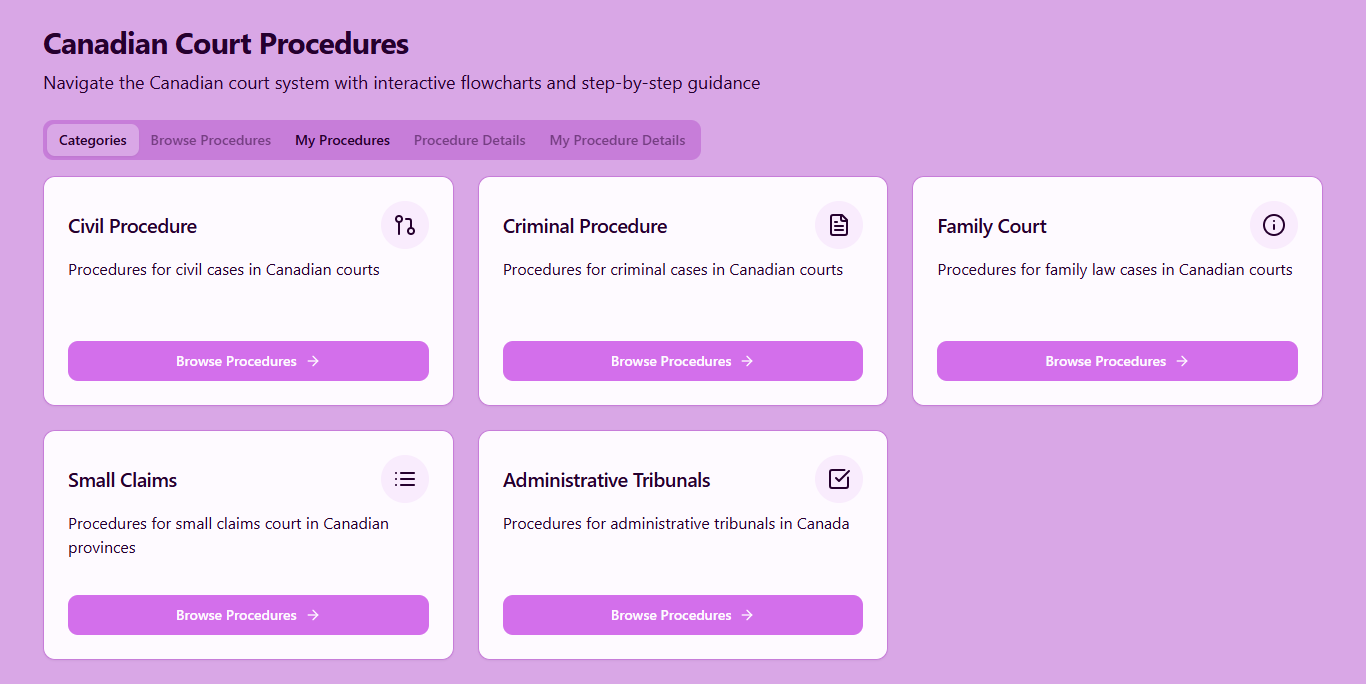 Canadian Court Procedures
Navigate the Canadian court system with interactive flowcharts and step-by-step guidance
Categories Browse Procedures My Procedures Procedure Details My Procedure Details
Civil Procedure
Procedures for civil cases in Canadian courts
Browse Procedures →
Criminal Procedure
Procedures for criminal cases in Canadian courts
Browse Procedures →
Family Court
Procedures for family law cases in Canadian courts
Browse Procedures →
Small Claims
Procedures for small claims court in Canadian
provinces
Browse Procedures →
Administrative Tribunals
Procedures for administrative tribunals in Canada
Browse Procedures →